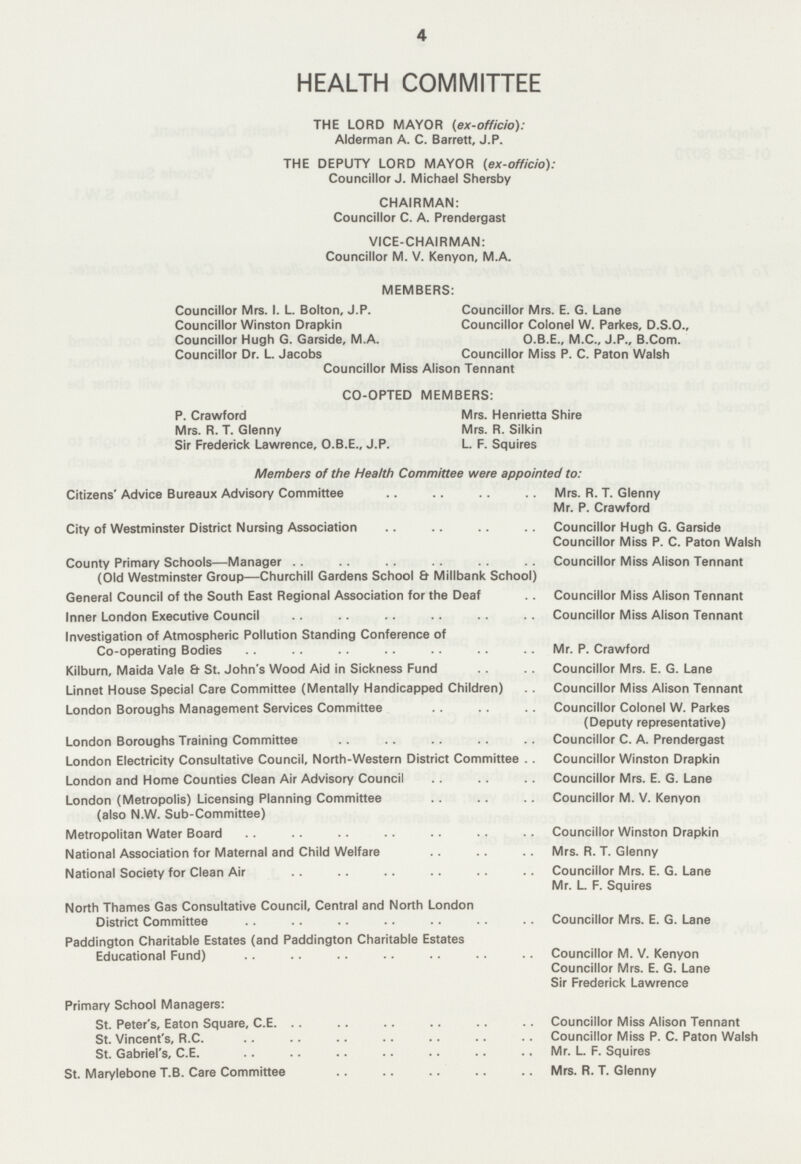 4
HEALTH COMMITTEE
THE LORD MAYOR (ex-officio):
Alderman A. C. Barrett, J.P.
THE DEPUTY LORD MAYOR (ex-officio):
Councillor J. Michael Shersby
CHAIRMAN:
Councillor C. A. Prendergast
VICE-CHAIRMAN:
Councillor M. V. Kenyon, M.A.
MEMBERS:
Councillor Mrs. I. L. Bolton, J.P.
Councillor Winston Drapkin
Councillor Hugh G. Garside, M.A.
Councillor Dr. L. Jacobs
Councillor Mrs. E. G. Lane
Councillor Colonel W. Parkes, D.S.O.,
O.B.E., M.C., J.P., B.Com.
Councillor Miss P. C. Paton Walsh
Councillor Miss Alison Tennant
CO-OPTED MEMBERS:
P. Crawford
Mrs. R. T. Glenny
Sir Frederick Lawrence, O.B.E., J.P.
Mrs. Henrietta Shire
Mrs. R. Silkin
L. F. Squires
Members of the Health Committee were appointed to:
Citizens' Advice Bureaux Advisory Committee .. .. .. .. Mrs. R. T. Glenny
Mr. P. Crawford
City of Westminster District Nursing Association .. .. .. .. Councillor Hugh G. Garside
Councillor Miss P. C. Paton Walsh
County Primary Schools—Manager .. .. .. .. .. .. Councillor Miss Alison Tennant
(Old Westminster Group—Churchill Gardens School & Millbank School)
General Council of the South East Regional Association for the Deaf .. Councillor Miss Alison Tennant
Inner London Executive Council .. .. .. .. .. .. Councillor Miss Alison Tennant
Investigation of Atmospheric Pollution Standing Conference of
Co-operating Bodies .. .. .. .. .. .. .. Mr. P. Crawford
Kilburn, Maida Vale & St. John's Wood Aid in Sickness Fund .. .. Councillor Mrs. E. G. Lane
Linnet House Special Care Committee (Mentally Handicapped Children) .. Councillor Miss Alison Tennant
London Boroughs Management Services Committee .. .. .. Councillor Colonel W. Parkes
(Deputy representative)
London Boroughs Training Committee .. .. .. .. .. Councillor C. A. Prendergast
London Electricity Consultative Council, North-Western District Committee .. Councillor Winston Drapkin
London and Home Counties Clean Air Advisory Council .. .. .. Councillor Mrs. E. G. Lane
London (Metropolis) Licensing Planning Committee .. .. .. Councillor M. V. Kenyon
(also N.W. Sub-Committee)
Metropolitan Water Board .. .. .. .. .. .. .. Councillor Winston Drapkin
National Association for Maternal and Child Welfare .. .. .. Mrs. R. T. Glenny
National Society for Clean Air .. .. .. .. .. .. Councillor Mrs. E. G. Lane
Mr. L. F. Squires
North Thames Gas Consultative Council, Central and North London
District Committee .. .. .. .. .. .. .. Councillor Mrs. E. G. Lane
Paddington Charitable Estates (and Paddington Charitable Estates
Educational Fund) .. .. .. .. .. .. .. Councillor M. V. Kenyon
Councillor Mrs. E. G. Lane
Sir Frederick Lawrence
Primary School Managers:
St. Peter's, Eaton Square, C.E. .. .. .. .. .. .. Councillor Miss Alison Tennant
St. Vincent's, R.C. .. .. .. .. .. .. .. Councillor Miss P. C. Paton Walsh
St. Gabriel's, C.E. .. .. .. .. .. .. .. Mr. L. F. Squires
St. Marylebone T.B. Care Committee .. .. .. .. .. Mrs. R. T. Glenny